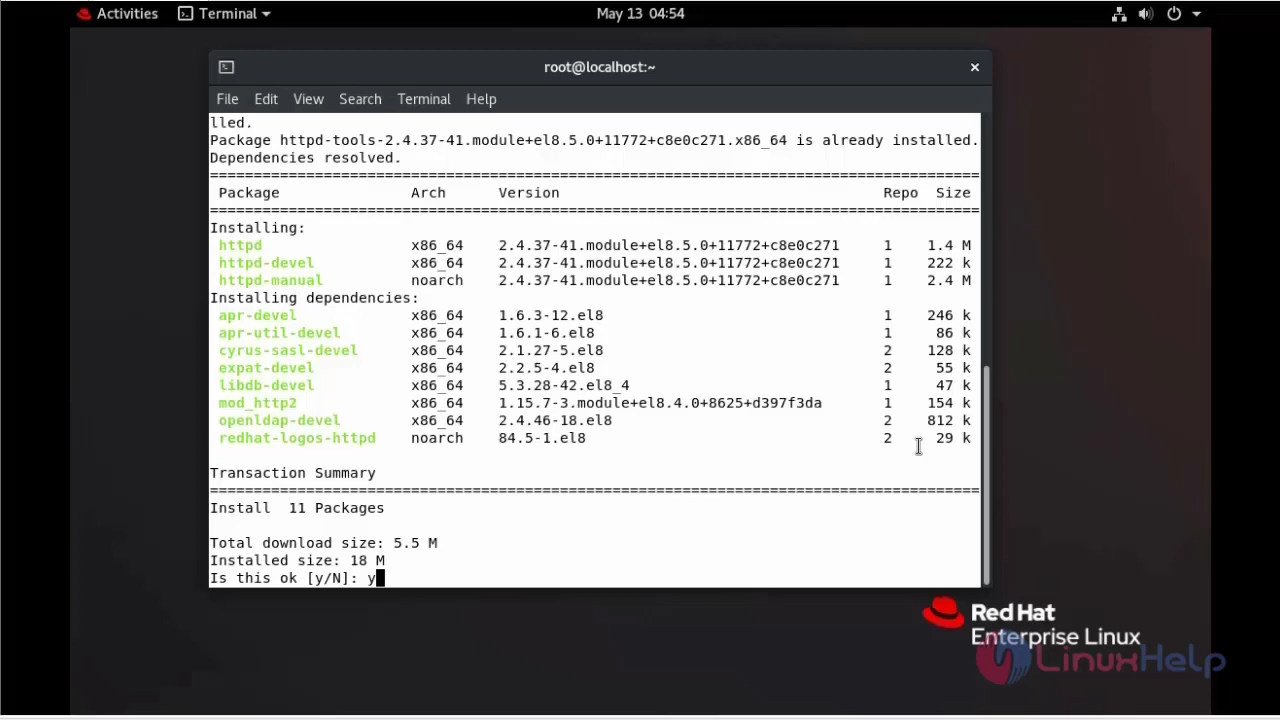 Activities Terminal May 13 04:54
root@localhost:~
File Edit View Search Terminal Help
lled.
Package httpd-tools-2.4.37-41.module+el8.5.0+11772+c8e0c271.x86_64 is already installed.
Dependencies resolved.
========================================================================================
Package Arch Version Repo Size
========================================================================================
Installing:
httpd x86_64 2.4.37-41.module+el8.5.0+11772+c8e0c271 1 1.4 M
httpd-devel x86_64 2.4.37-41.module+el8.5.0+11772+c8e0c271 1 222 k
httpd-manual noarch 2.4.37-41.module+el8.5.0+11772+c8e0c271 1 2.4 M
Installing dependencies:
apr-devel x86_64 1.6.3-12.el8 1 246 k
apr-util-devel x86_64 1.6.1-6.el8 1 86 k
cyrus-sasl-devel x86_64 2.1.27-5.el8 2 128 k
expat-devel x86_64 2.2.5-4.el8 2 55 k
libdb-devel x86_64 5.3.28-42.el8_4 1 47 k
mod_http2 x86_64 1.15.7-3.module+el8.4.0+8625+d397f3da 1 154 k
openldap-devel x86_64 2.4.46-18.el8 2 812 k
redhat-logos-httpd noarch 84.5-1.el8 2 29 k
Transaction Summary
========================================================================================
Install 11 Packages
Total download size: 5.5 M
Installed size: 18 M
Is this ok [y/N]: y
Red Hat
Enterprise Linux
LinuxHelp